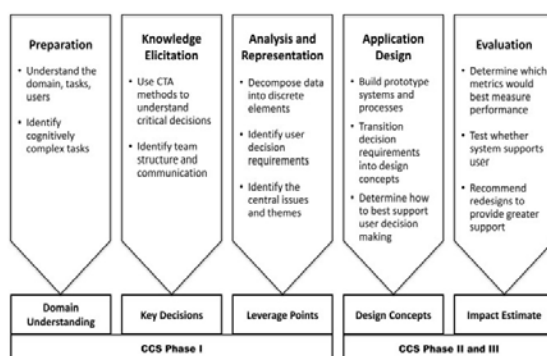 Preparation
• Understand the
domain, tasks,
users
• Identify
cognitively
complex tasks
Knowledge
Elicitation
• Use CTA
methods to
understand
critical decisions
• Identify team
structure and
communication
Analysis and
Representation
• Decompose data
into discrete
elements
• Identify user
decision
requirements
• Identify the
central issues
and themes
Application
Design
• Build prototype
systems and
processes
• Transition
decision
requirements
into design
concepts
• Determine how
to best support
user decision
making
Evaluation
• Determine which
metrics would
best measure
performance
• Test whether
system supports
user
• Recommend
redesigns to
provide greater
support
Domain
Understanding
Key Decisions
Leverage Points
Design Concepts
Impact Estimate
CCS Phase I
CCS Phase II and III